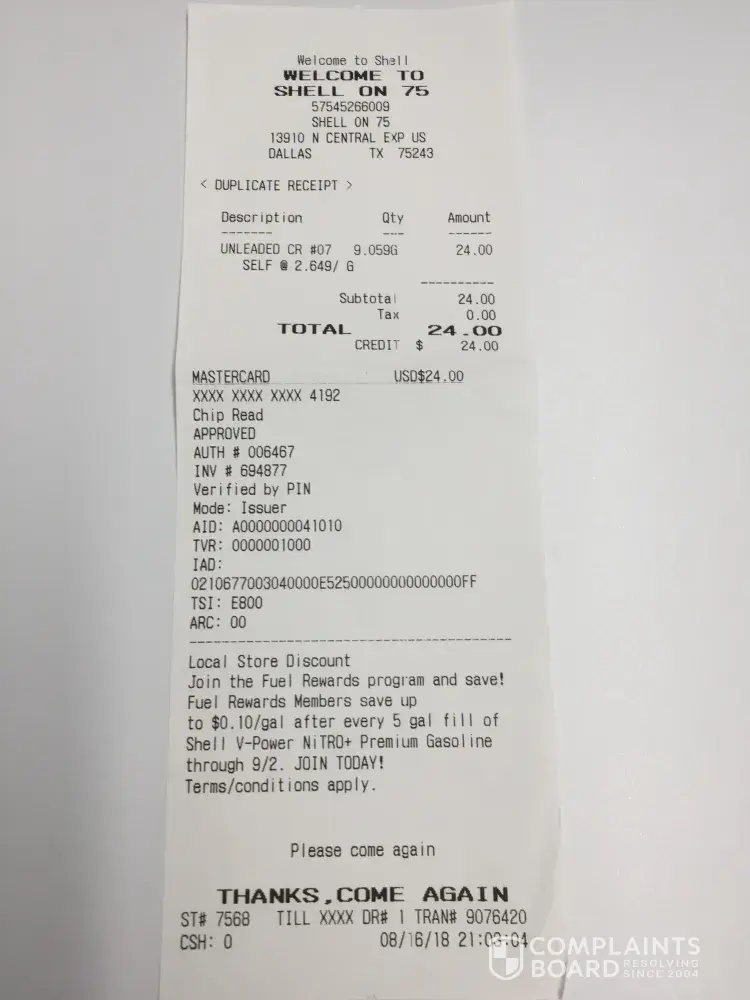 Welcome to Shell
WELCOME TO
SHELL ON 75
57545266009
SHELL ON 75
13910 N CENTRAL EXP US
DALLAS TX 75243
< DUPLICATE RECEIPT >
Description Qty Amount
------- --- ------
UNLEADED CR #07 9.059G 24.00
SELF @ 2.649/ G
----------
Subtotal 24.00
Tax 0.00
TOTAL 24.00
CREDIT $ 24.00
MASTERCARD USD$24.00
XXXX XXXX XXXX 4192
Chip Read
APPROVED
AUTH # 006467
INV # 694877
Verified by PIN
Mode: Issuer
AID: A0000000041010
TVR: 0000001000
IAD:
0210677003040000E52500000000000000FF
TSI: E800
ARC: 00
----------------------------------------
Local Store Discount
Join the Fuel Rewards program and save!
Fuel Rewards Members save up
to $0.10/gal after every 5 gal fill of
Shell V-Power NiTRO+ Premium Gasoline
through 9/2. JOIN TODAY!
Terms/conditions apply.
Please come again
THANKS,COME AGAIN
ST# 7568 TILL XXXX DR# 1 TRAN# 9076420
CSH: 0 08/16/18 21:03:04
COMPLAINTS
BOARD RESOLVING
SINCE 2004